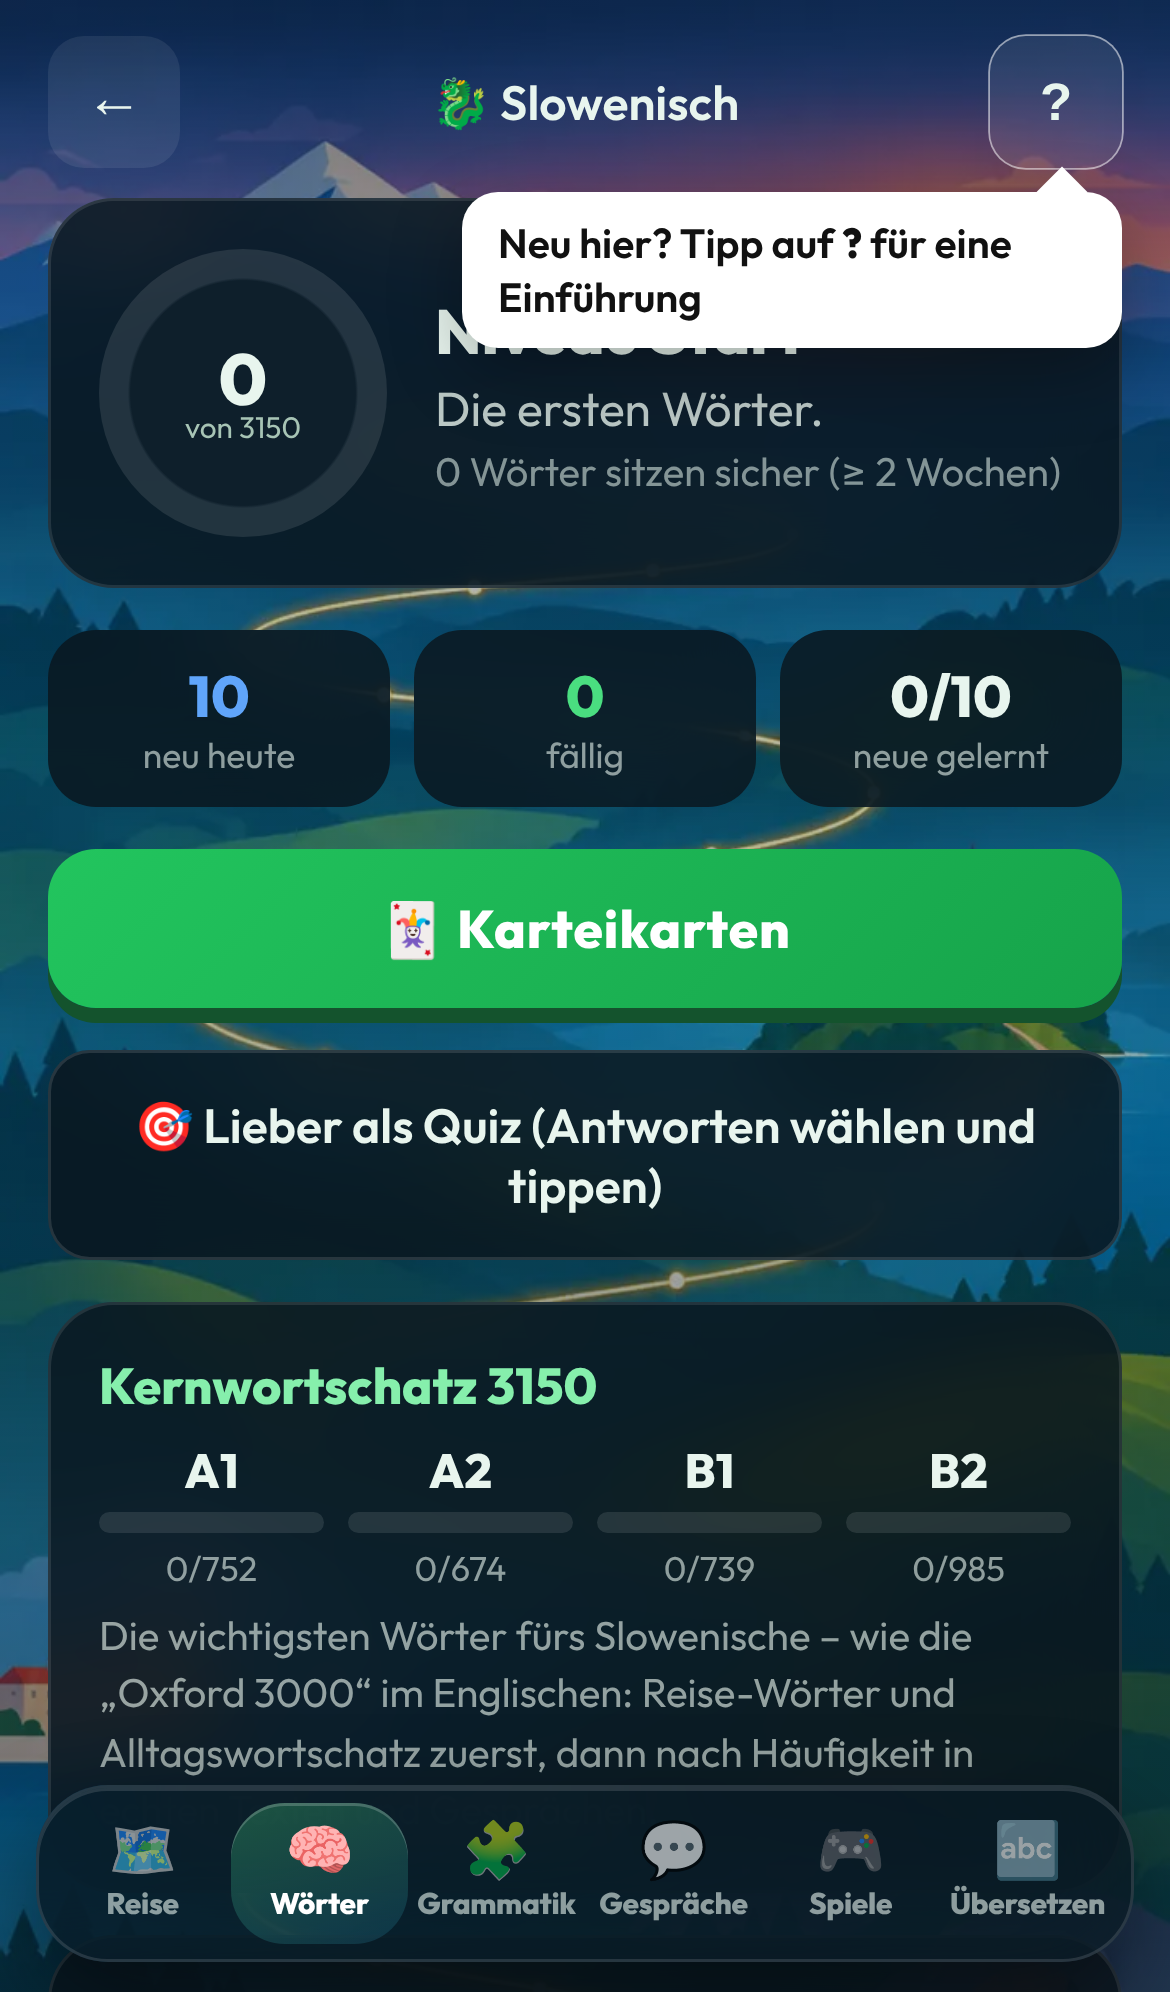 ←
Slowenisch
?
Neu hier? Tipp auf ? für eine
Einführung
0
von 3150
Die ersten Wörter.
0 Wörter sitzen sicher (≥ 2 Wochen)
10
neu heute
0
fällig
0/10
neue gelernt
Karteikarten
Lieber als Quiz (Antworten wählen und
tippen)
Kernwortschatz 3150
A1
A2
B1
B2
0/752
0/674
0/739
0/985
Die wichtigsten Wörter fürs Slowenische – wie die
„Oxford 3000“ im Englischen: Reise-Wörter und
Alltagswortschatz zuerst, dann nach Häufigkeit in
abc
Reise
Wörter
Grammatik
Gespräche
Spiele
Übersetzen